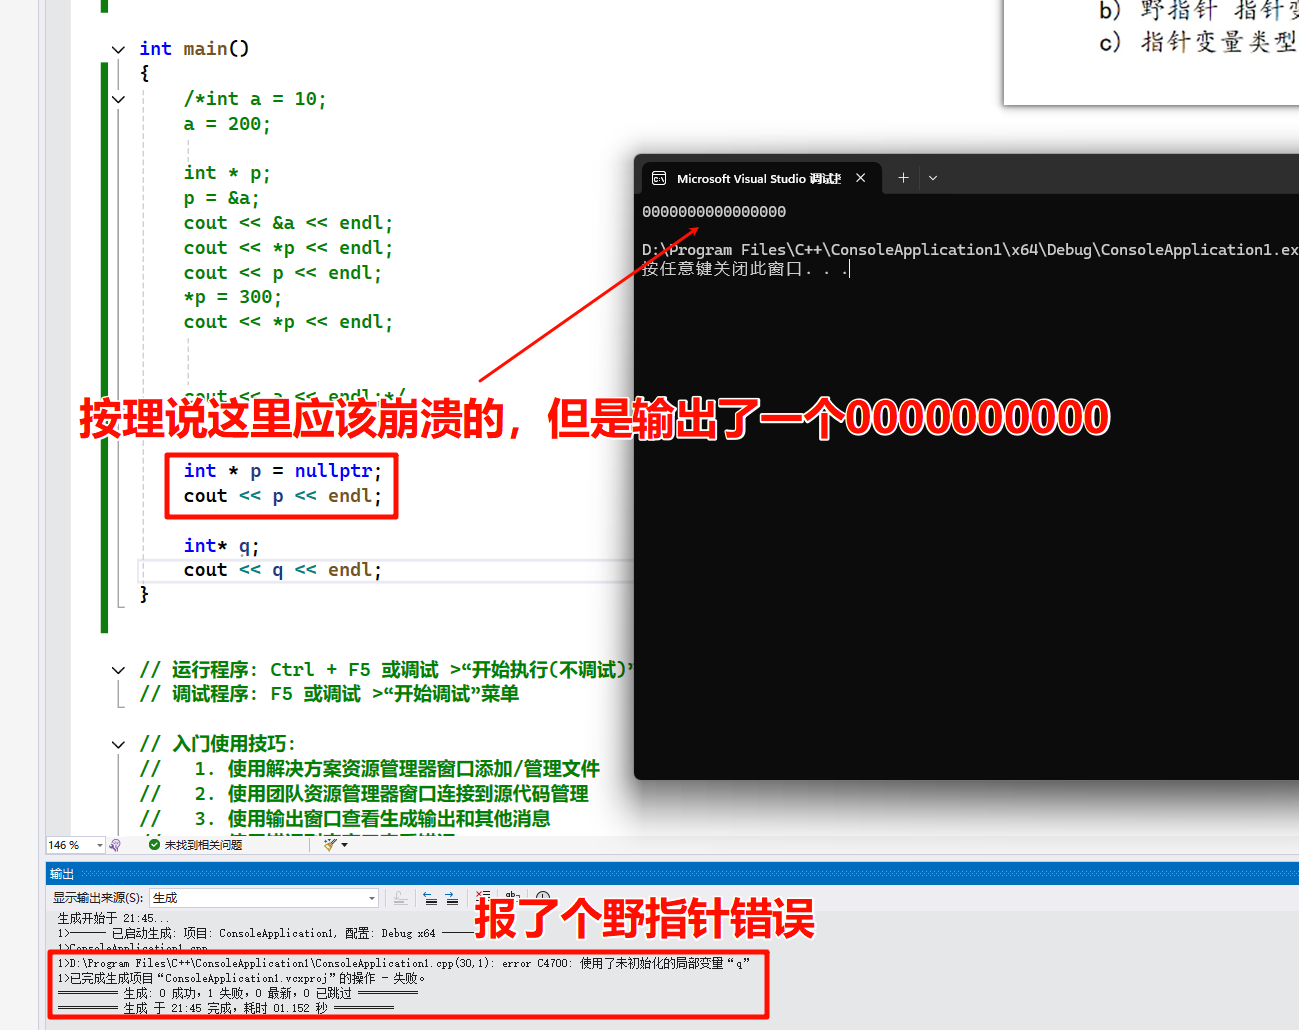 b) 野指针 指针变
c) 指针变量类型
int main()
{
/*int a = 10;
a = 200;
int * p;
p = &a;
cout << &a << endl;
cout << *p << endl;
cout << p << endl;
*p = 300;
cout << *p << endl;
cout << a << endl;*/
按理说这里应该崩溃的，但是输出了一个0000000000
int * p = nullptr;
cout << p << endl;
int* q;
cout << q << endl;
}
Microsoft Visual Studio 调试
0000000000000000
D:\Program Files\C++\ConsoleApplication1\x64\Debug\ConsoleApplication1.ex
按任意键关闭此窗口. . .
// 运行程序: Ctrl + F5 或调试 >“开始执行(不调试)”
// 调试程序: F5 或调试 >“开始调试”菜单
// 入门使用技巧:
//   1. 使用解决方案资源管理器窗口添加/管理文件
//   2. 使用团队资源管理器窗口连接到源代码管理
//   3. 使用输出窗口查看生成输出和其他消息
146 %
未找到相关问题
输出
显示输出来源(S): 生成
报了个野指针错误
生成开始于 21:45...
1>—— 已启动生成: 项目: ConsoleApplication1, 配置: Debug x64 ——
1>ConsoleApplication1.cpp
1>D:\Program Files\C++\ConsoleApplication1\ConsoleApplication1.cpp(30,1): error C4700: 使用了未初始化的局部变量“q”
1>已完成生成项目“ConsoleApplication1.vcxproj”的操作 - 失败。
========== 生成: 0 成功，1 失败，0 最新，0 已跳过 ==========
========== 生成 于 21:45 完成，耗时 01.152 秒 ==========